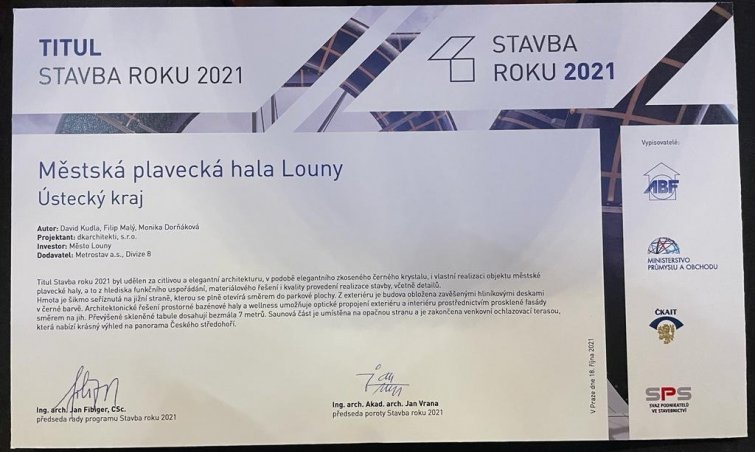 TITUL
STAVBA ROKU 2021
STAVBA
ROKU 2021
Městská plavecká hala Louny
Ústecký kraj
Autor: David Kudla, Filip Malý, Monika Dorňáková
Projektant: dkarchitekti, s.r.o.
Investor: Město Louny
Dodavatel: Metrostav a.s., Divize 8
Titul Stavba roku 2021 byl udělen za citlivou a elegantní architekturu, v podobě elegantního zkoseného černého krystalu, i vlastní realizaci objektu městské
plavecké haly, a to z hlediska funkčního uspořádání, materiálového řešení i kvality provedení realizace stavby, včetně detailů.
Hmota je šikmo seříznutá na jižní straně, kterou se plně otevírá směrem do parkové plochy. Z exteriéru je budova obložena zavěšenými hliníkovými deskami
v černé barvě. Architektonické řešení prostorné bazénové haly a wellness umožňuje optické propojení exteriéru a interiéru prostřednictvím prosklené fasády
směrem na jih. Převýšené skleněné tabule dosahují bezmála 7 metrů. Saunová část je umístěna na opačnou stranu a je zakončena venkovní ochlazovací terasou,
která nabízí krásný výhled na panorama Českého středohoří.
Ing. arch. Jan Fibiger, CSc.
předseda rady programu Stavba roku 2021
Ing. arch. Akad. arch. Jan Vrana
předseda poroty Stavba roku 2021
V Praze dne 18. října 2021
Vypisovatelé:
ABF
MINISTERSTVO
PRŮMYSLU A OBCHODU
ČKAIT
SPS
SVAZ PODNIKATELŮ
VE STAVEBNICTVÍ